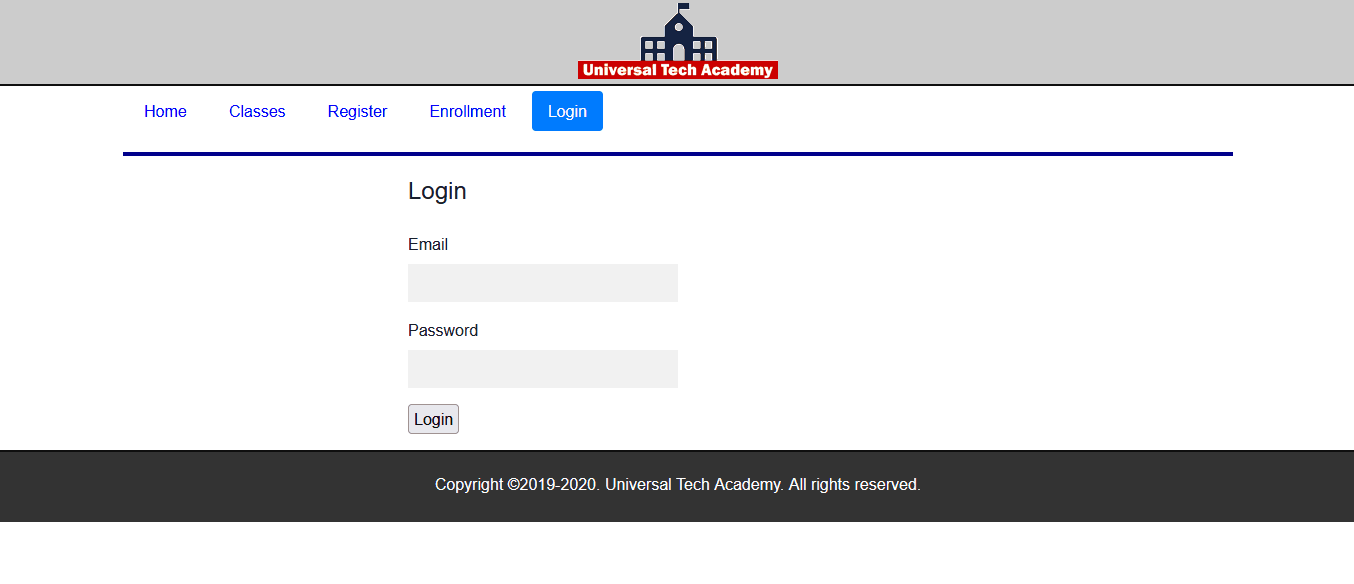 Universal Tech Academy
Home Classes Register Enrollment Login
Login
Email
Password
Login
Copyright ©2019-2020. Universal Tech Academy. All rights reserved.